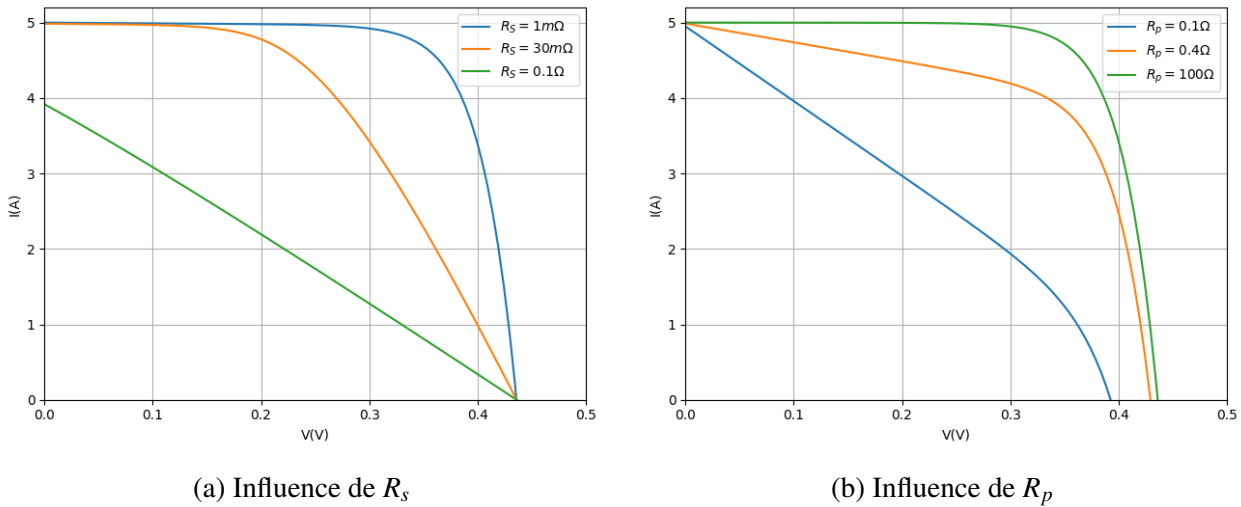 5
4
3
2
1
0
I(A)
0.0 0.1 0.2 0.3 0.4 0.5
V(V)
R_S = 1mΩ
R_S = 30mΩ
R_S = 0.1Ω
(a) Influence de R_s
5
4
3
2
1
0
I(A)
0.0 0.1 0.2 0.3 0.4 0.5
V(V)
R_p = 0.1Ω
R_p = 0.4Ω
R_p = 100Ω
(b) Influence de R_p